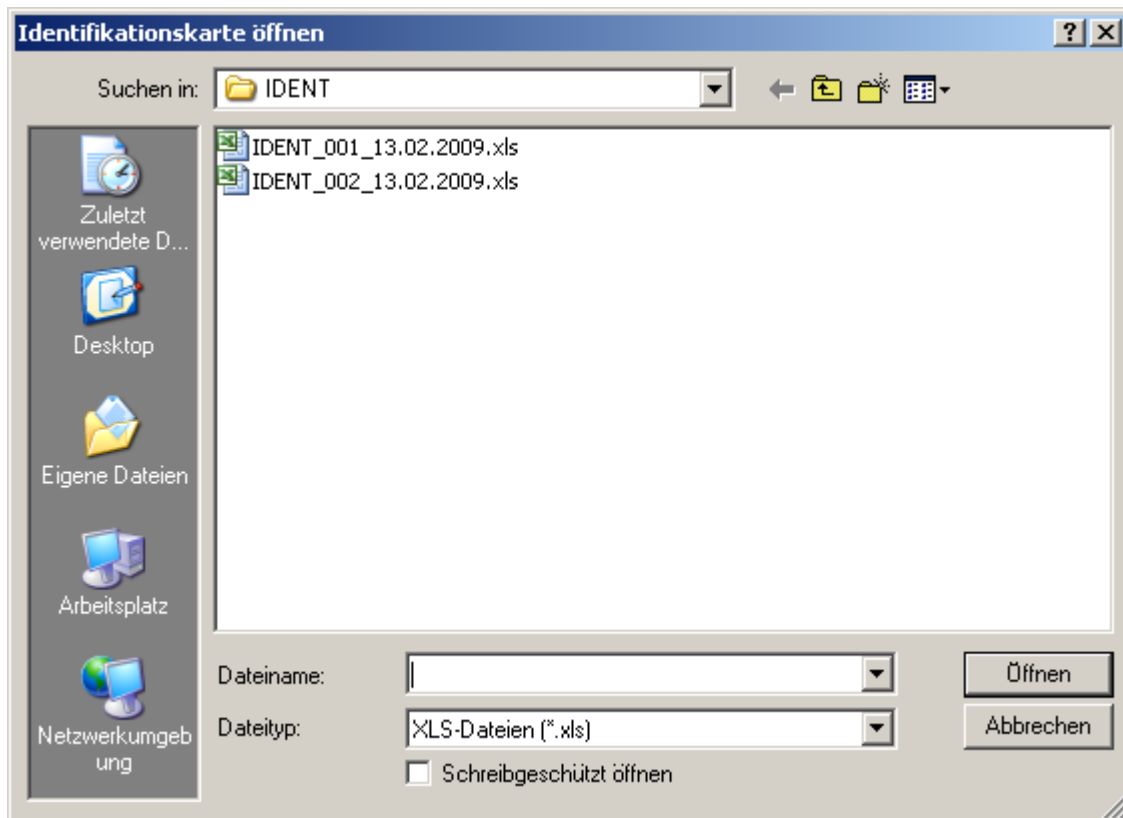 Identifikationskarte öffnen
Suchen in: IDENT
IDENT_001_13.02.2009.xls
IDENT_002_13.02.2009.xls
Zuletzt
verwendete D...
Desktop
Eigene Dateien
Arbeitsplatz
Netzwerkumgeb
ung
Dateiname:
Öffnen
Dateityp: XLS-Dateien (*.xls)
Abbrechen
Schreibgeschützt öffnen